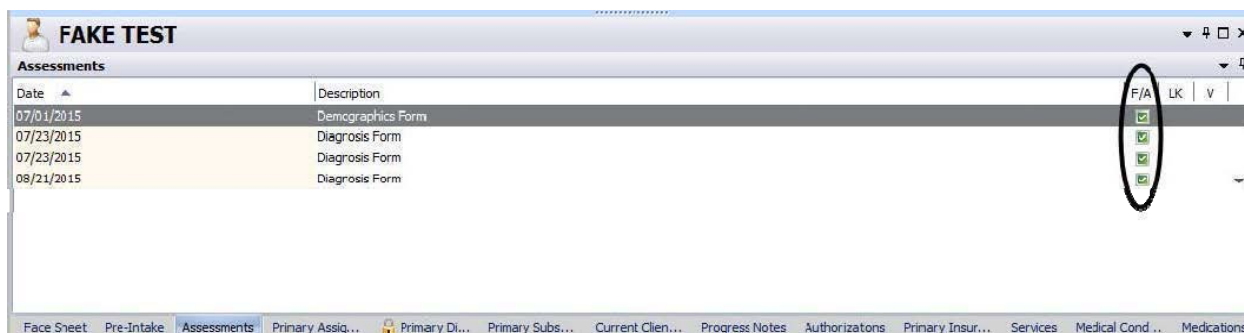 FAKE TEST
Assessments
Date Description F/A LK V
07/01/2015 Demographics Form
07/23/2015 Diagnosis Form
07/23/2015 Diagnosis Form
08/21/2015 Diagnosis Form
Face Sheet Pre-Intake Assessments Primary Assig... Primary Di... Primary Subs... Current Clien... Progress Notes Authorizatons Primary Insur... Services Medical Cond... Medications